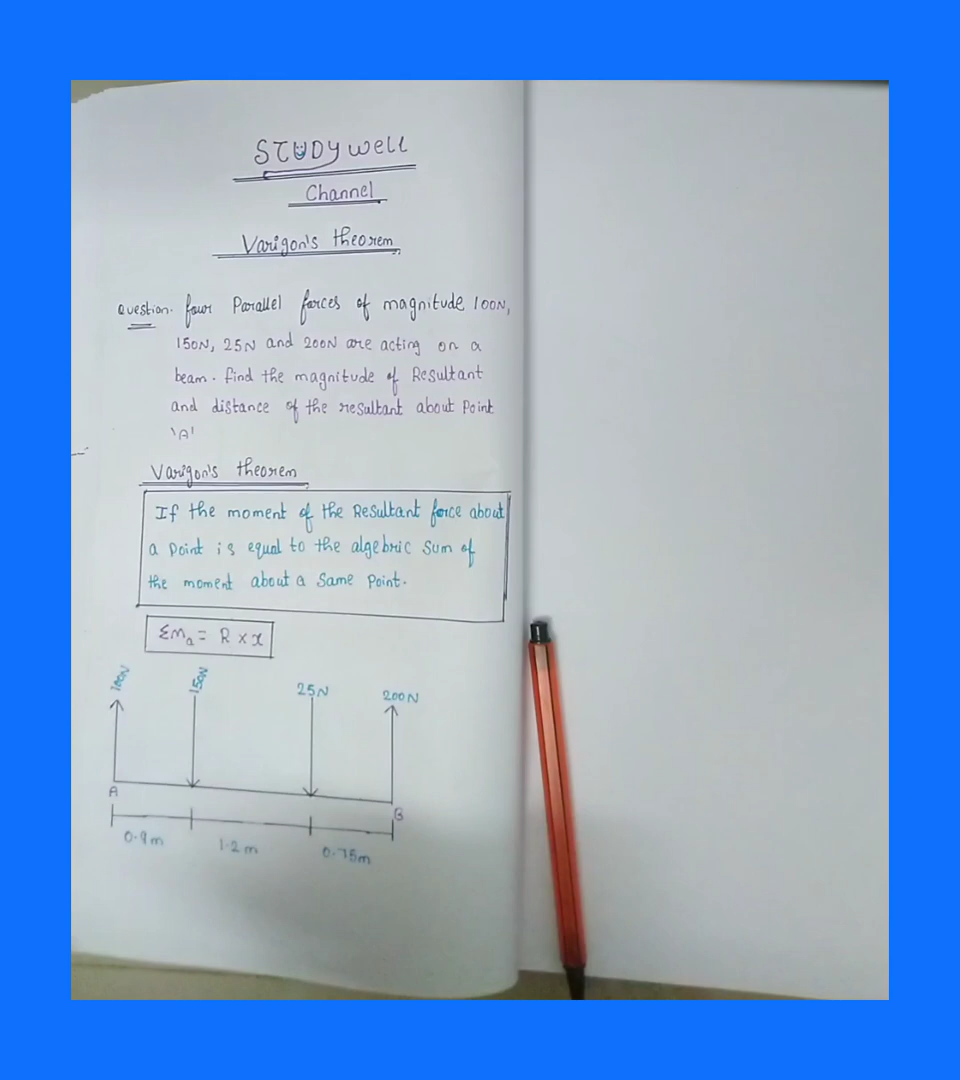 STUDY well
Channel
Varigon's theorem
Question. four Parallel forces of magnitude 100N,
150N, 25N and 200N are acting on a
beam. find the magnitude of Resultant
and distance of the resultant about Point
'A'
Varigon's theorem
If the moment of the Resultant force about
a Point is equal to the algebric Sum of
the moment about a Same Point.
ΣMa = R × x
100N 150N 25N 200N
A B
0.9m 1.2m 0.75m